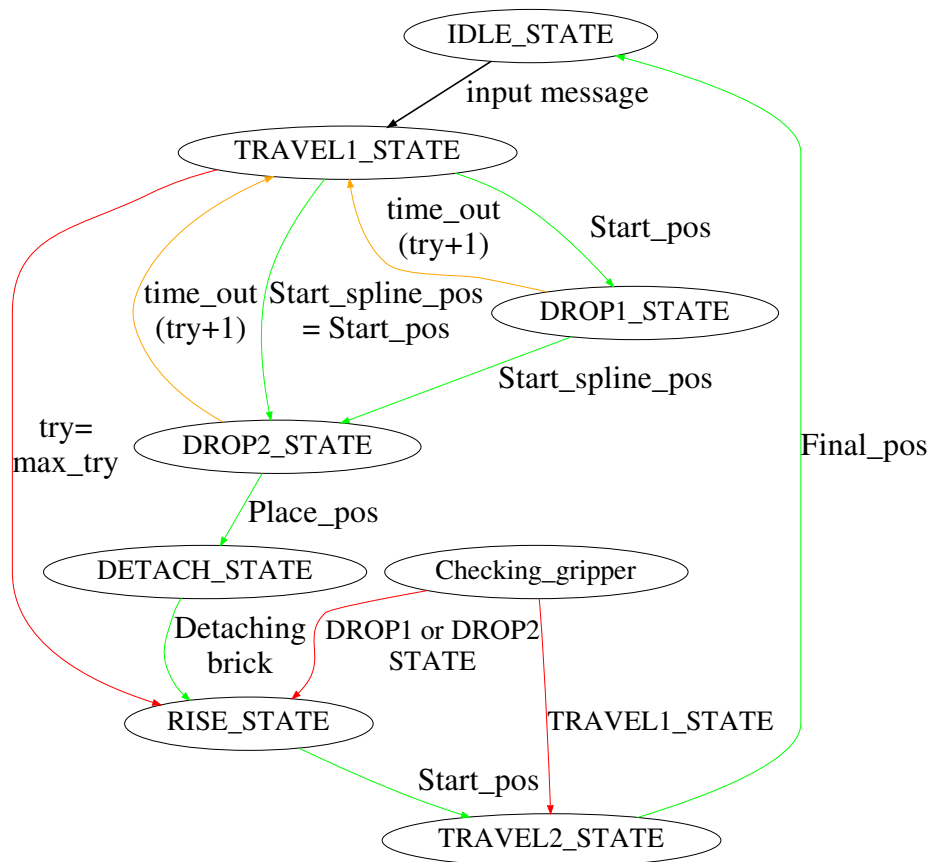 IDLE_STATE
input message
TRAVEL1_STATE
time_out
(try+1)
Start_pos
time_out
(try+1)
Start_spline_pos
= Start_pos
DROP1_STATE
Start_spline_pos
try=
max_try
DROP2_STATE
Final_pos
Place_pos
DETACH_STATE
Checking_gripper
Detaching
brick
DROP1 or DROP2
STATE
RISE_STATE
TRAVEL1_STATE
Start_pos
TRAVEL2_STATE